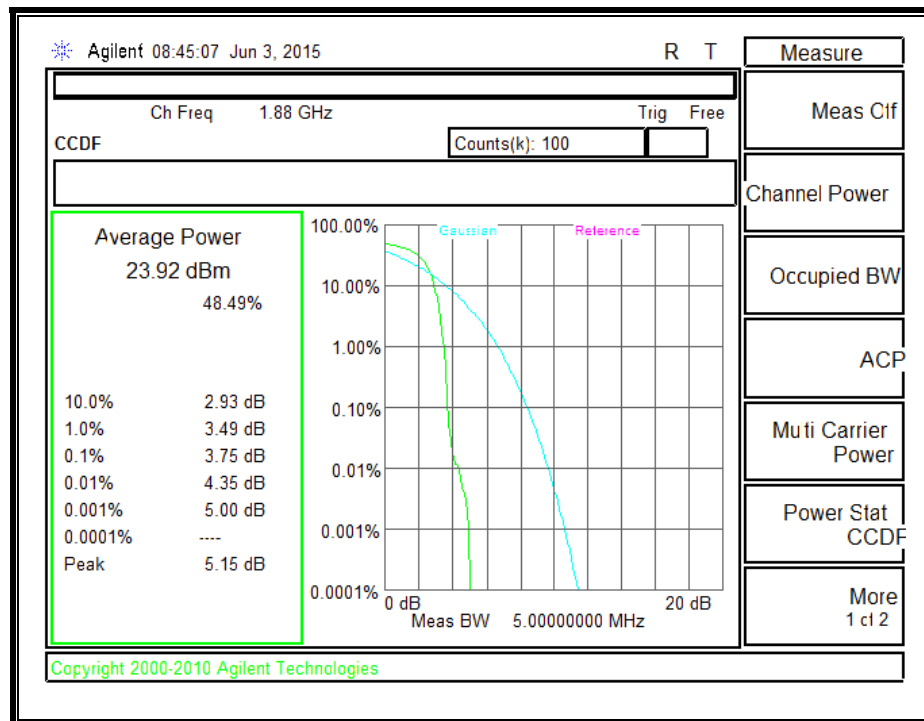 Agilent 08:45:07 Jun 3, 2015 R T
Ch Freq 1.88 GHz Trig Free
CCDF Counts(k): 100
Average Power
23.92 dBm
48.49%
10.0% 2.93 dB
1.0% 3.49 dB
0.1% 3.75 dB
0.01% 4.35 dB
0.001% 5.00 dB
0.0001% ----
Peak 5.15 dB
Gaussian Reference
100.00%
10.00%
1.00%
0.10%
0.01%
0.001%
0.0001%
0 dB 20 dB
Meas BW 5.00000000 MHz
Measure
Meas Off
Channel Power
Occupied BW
ACP
Multi Carrier
Power
Power Stat
CCDF
More
1 of 2
Copyright 2000-2010 Agilent Technologies